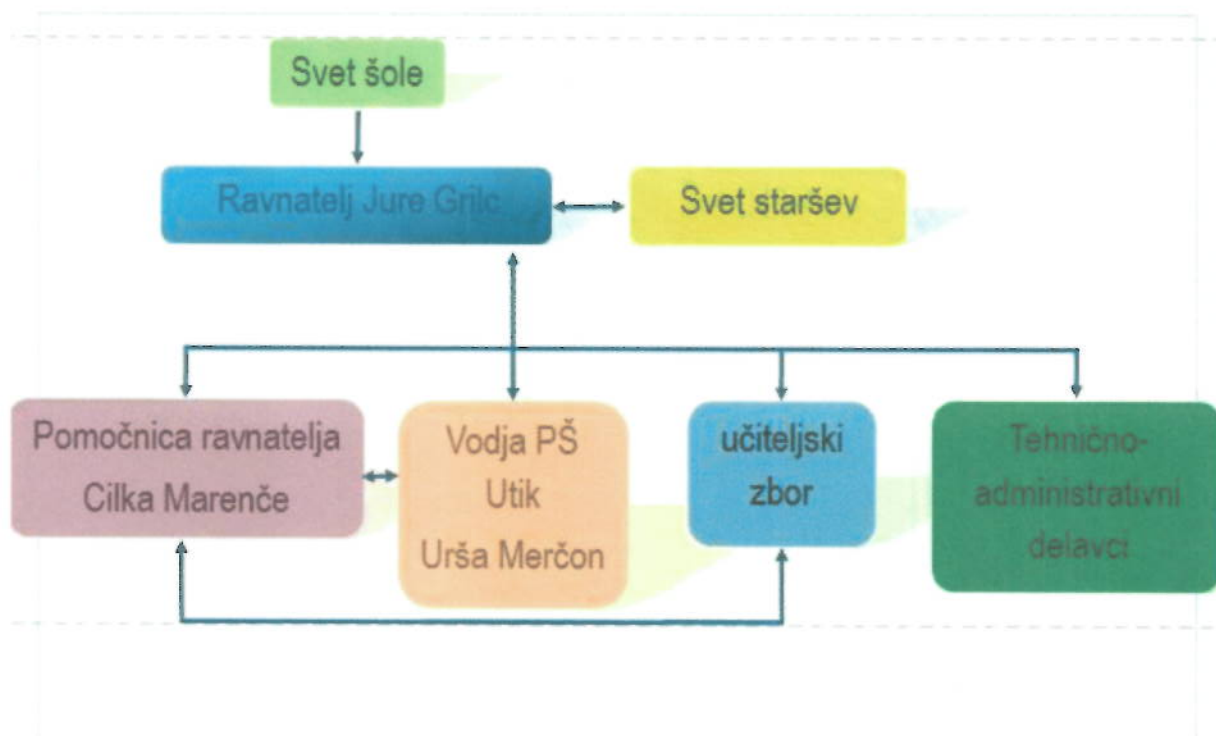 Svet šole
Ravnatelj Jure Grilc
Svet staršev
Pomočnica ravnatelja
Cilka Marenče
Vodja PŠ
Utik
Urša Merčon
učiteljski
zbor
Tehnično-
administrativni
delavci